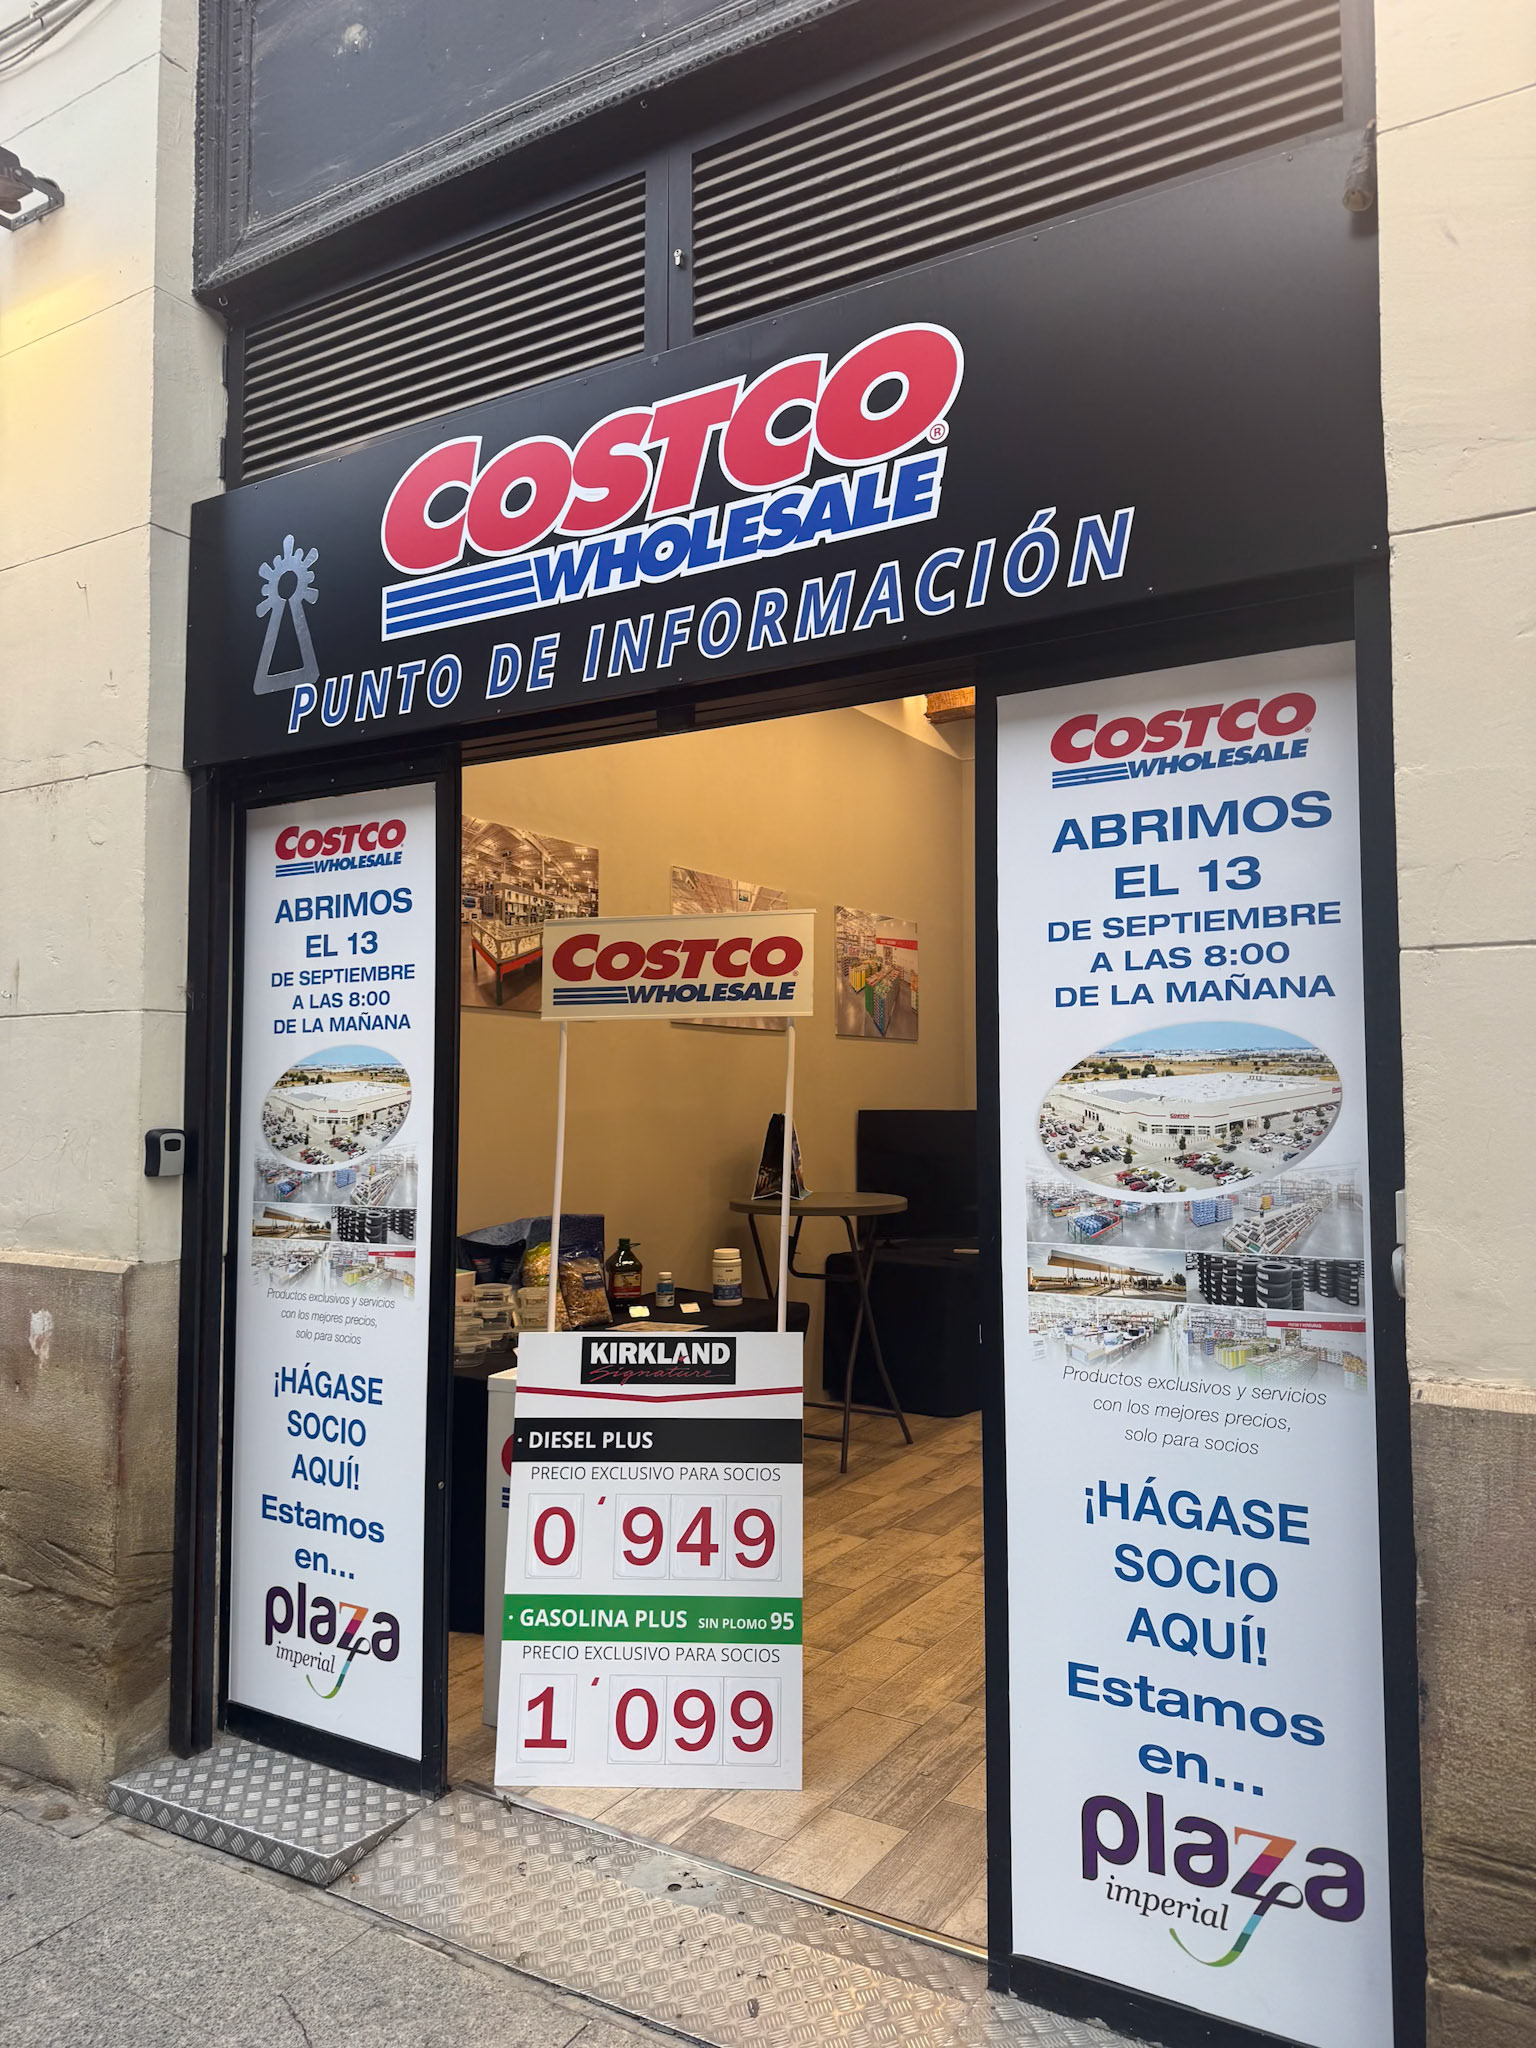 COSTCO
WHOLESALE
PUNTO DE INFORMACIÓN
COSTCO
WHOLESALE
ABRIMOS
EL 13
DE SEPTIEMBRE
A LAS 8:00
DE LA MAÑANA
Productos exclusivos y servicios
con los mejores precios,
solo para socios
¡HÁGASE
SOCIO
AQUÍ!
Estamos
en...
plaza
imperial
COSTCO
WHOLESALE
KIRKLAND
Signature
· DIESEL PLUS
PRECIO EXCLUSIVO PARA SOCIOS
0'949
· GASOLINA PLUS SIN PLOMO 95
PRECIO EXCLUSIVO PARA SOCIOS
1'099
COSTCO
WHOLESALE
ABRIMOS
EL 13
DE SEPTIEMBRE
A LAS 8:00
DE LA MAÑANA
COSTCO
Productos exclusivos y servicios
con los mejores precios,
solo para socios
¡HÁGASE
SOCIO
AQUÍ!
Estamos
en...
plaza
imperial